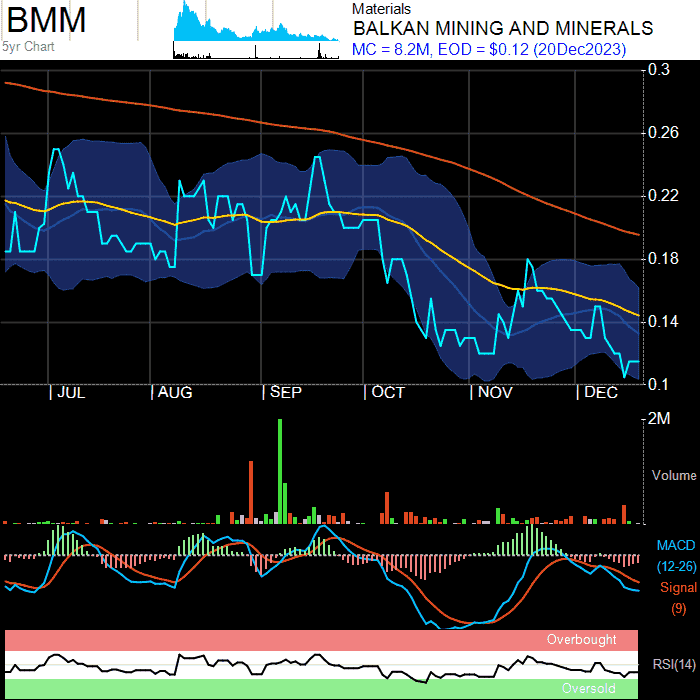 BMM
5yr Chart
Materials
BALKAN MINING AND MINERALS
MC = 8.2M, EOD = $0.12 (20Dec2023)
0.3
0.26
0.22
0.18
0.14
0.1
| JUL | AUG | SEP | OCT | NOV | DEC
2M
Volume
MACD
(12-26)
Signal
(9)
Overbought
RSI(14)
Oversold